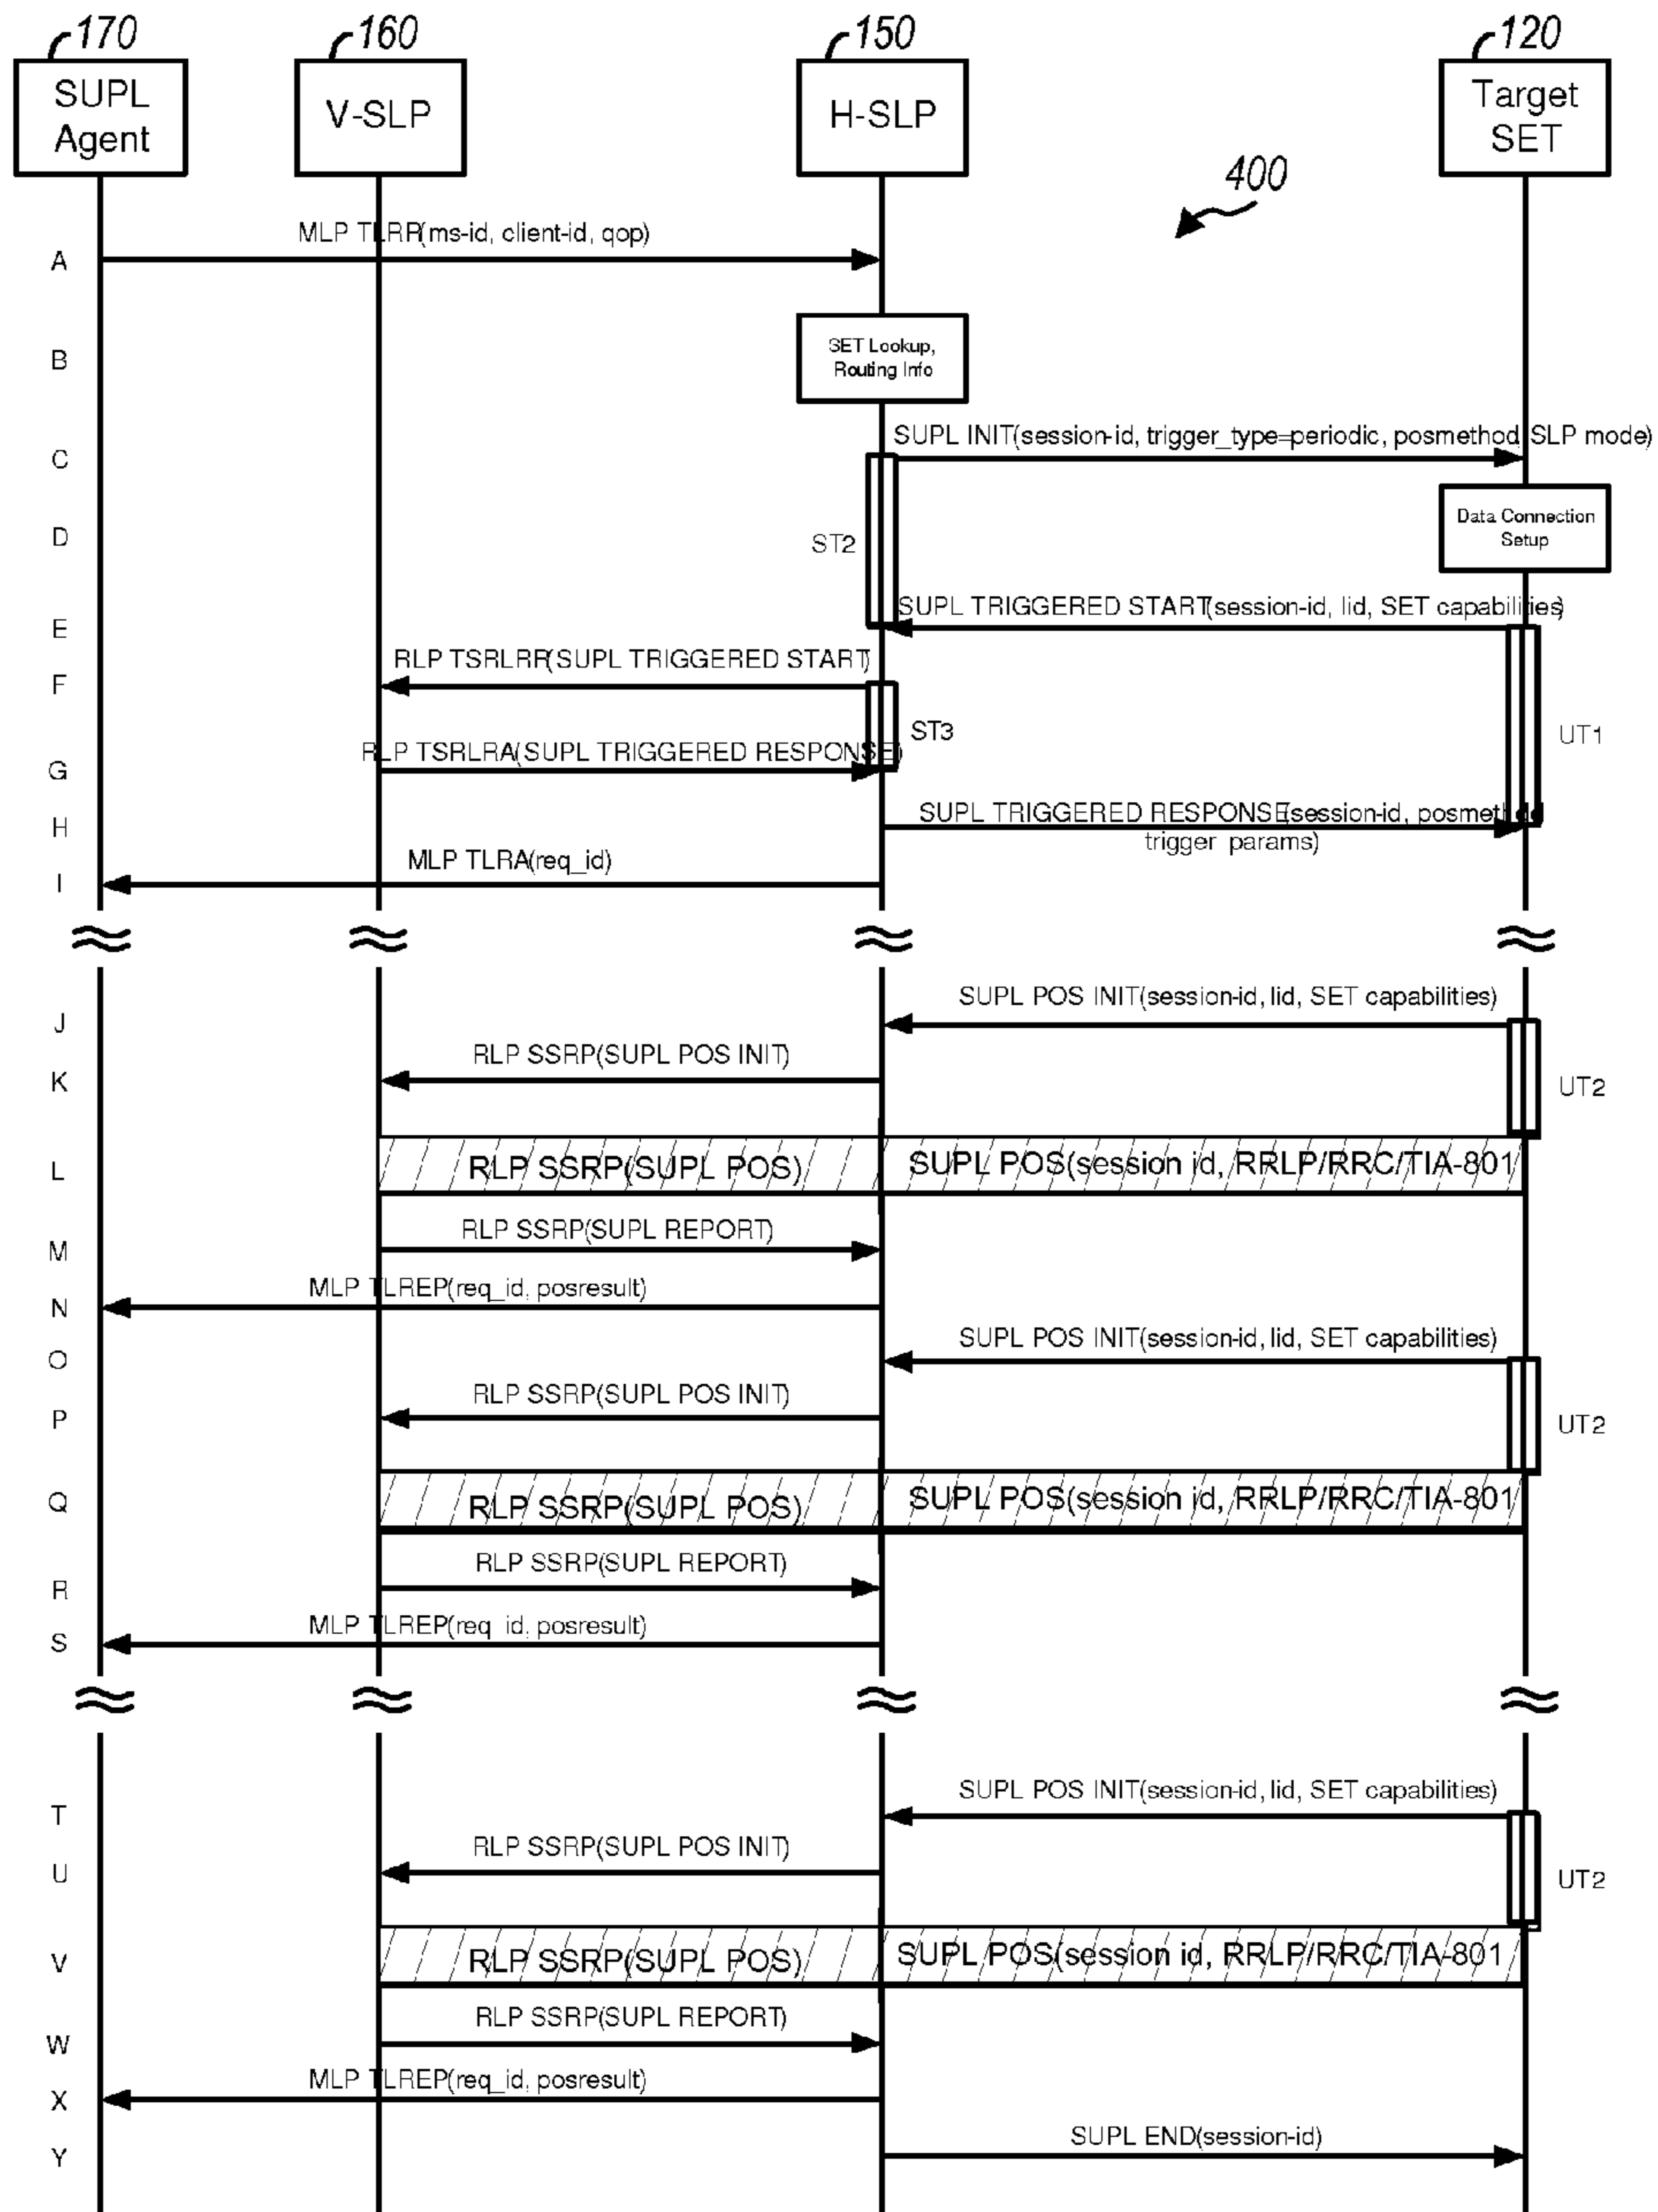 170
160
150
120
SUPL
Agent
V-SLP
H-SLP
Target
SET
400
A
MLP TLRR(ms-id, client-id, qop)
B
SET Lookup,
Routing Info
C
SUPL INIT(session-id, trigger_type=periodic, posmethod, SLP mode)
D
ST2
Data Connection
Setup
E
SUPL TRIGGERED START(session-id, lid, SET capabilities)
F
RLP TSRLRR(SUPL TRIGGERED START)
ST3
UT1
G
RLP TSRLRA(SUPL TRIGGERED RESPONSE)
H
SUPL TRIGGERED RESPONSE(session-id, posmethod
trigger_params)
I
MLP TLRA(req_id)
J
SUPL POS INIT(session-id, lid, SET capabilities)
K
RLP SSRP(SUPL POS INIT)
UT2
L
RLP SSRP(SUPL POS)
SUPL POS(session id, RRLP/RRC/TIA-801
M
RLP SSRP(SUPL REPORT)
N
MLP TLREP(req_id, posresult)
O
SUPL POS INIT(session-id, lid, SET capabilities)
P
RLP SSRP(SUPL POS INIT)
UT2
Q
RLP SSRP(SUPL POS)
SUPL POS(session id, RRLP/RRC/TIA-801
R
RLP SSRP(SUPL REPORT)
S
MLP TLREP(req_id, posresult)
T
SUPL POS INIT(session-id, lid, SET capabilities)
U
RLP SSRP(SUPL POS INIT)
UT2
V
RLP SSRP(SUPL POS)
SUPL POS(session id, RRLP/RRC/TIA-801
W
RLP SSRP(SUPL REPORT)
X
MLP TLREP(req_id, posresult)
Y
SUPL END(session-id)